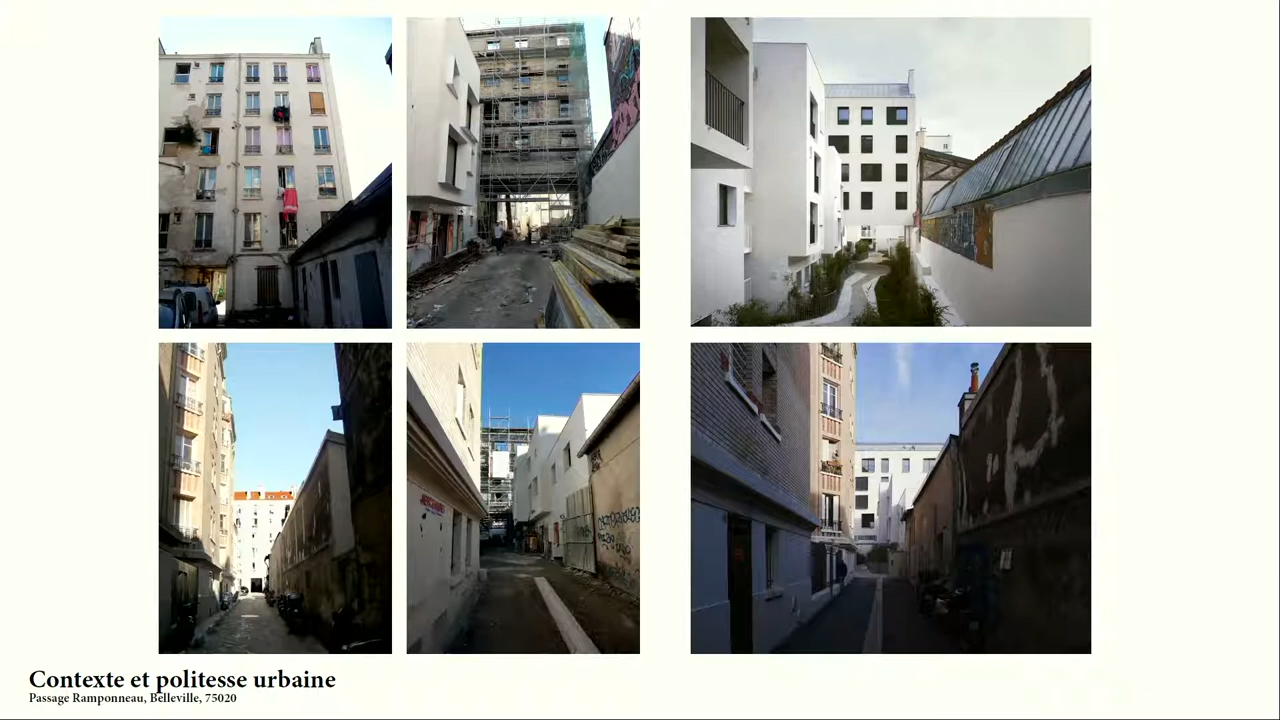 Contexte et politesse urbaine
Passage Ramponneau, Belleville, 75020